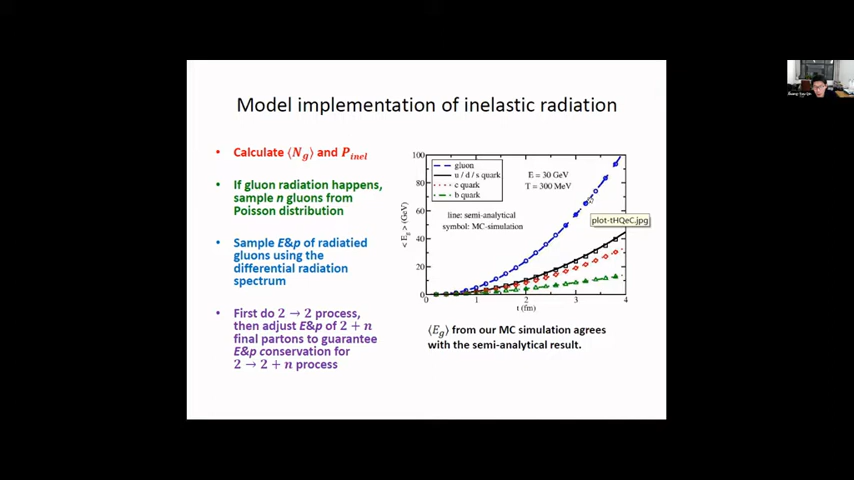 Model implementation of inelastic radiation
• Calculate ⟨N_g⟩ and P_inel
• If gluon radiation happens,
sample n gluons from
Poisson distribution
• Sample E&p of radiatied
gluons using the
differential radiation
spectrum
• First do 2 → 2 process,
then adjust E&p of 2 + n
final partons to guarantee
E&p conservation for
2 → 2 + n process
gluon
u / d / s quark
c quark
b quark
E = 30 GeV
T = 300 MeV
line: semi-analytical
symbol: MC-simulation
plot-tHQeC.jpg
< E_g > (GeV)
100
80
60
40
20
0
0 1 2 3 4
t (fm)
⟨E_g⟩ from our MC simulation agrees
with the semi-analytical result.